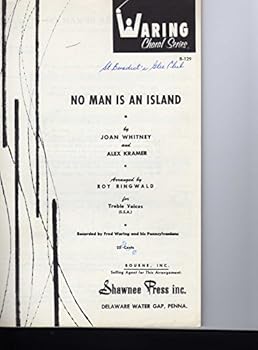 WARING
Choral Series
B-129
St Benedict's Glee Club
NO MAN IS AN ISLAND
by
JOAN WHITNEY
and
ALEX KRAMER
Arranged by
ROY RINGWALD
for
Treble Voices
(S.S.A.)
Recorded by Fred Waring and his Pennsylvanians
Cents
BOURNE, INC.
Selling Agent for This Arrangement
Shawnee Press inc.
DELAWARE WATER GAP, PENNA.